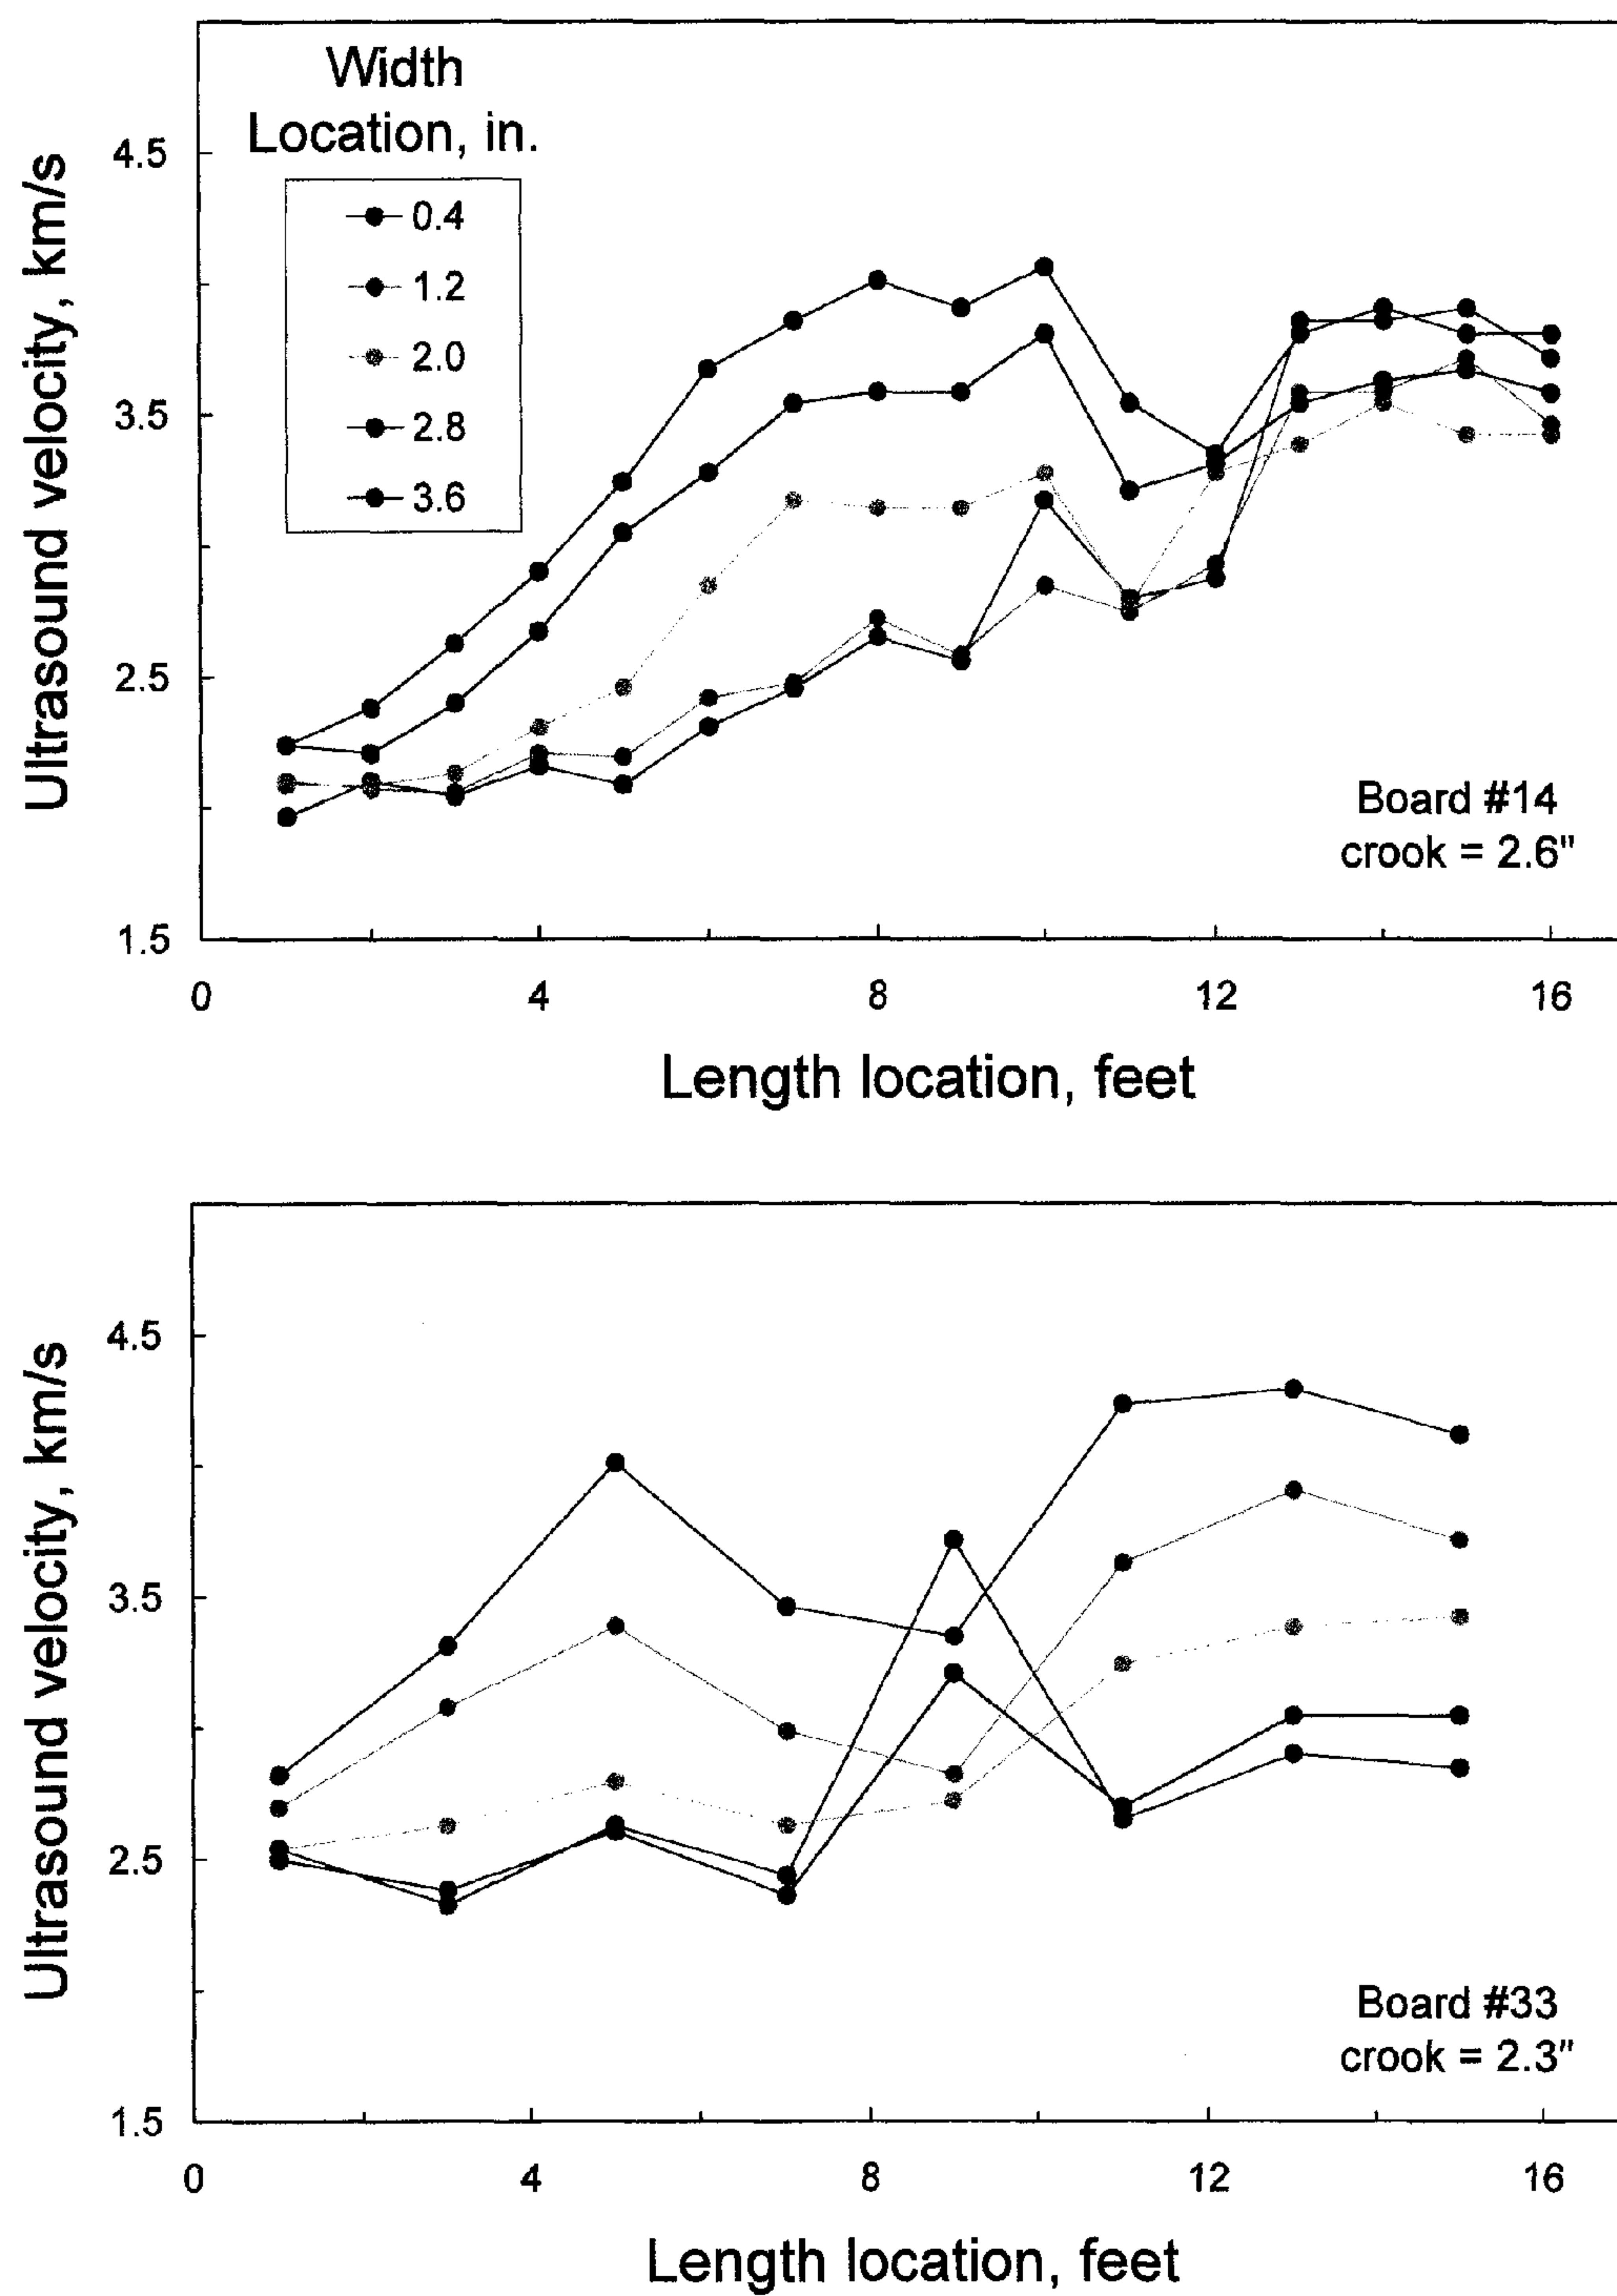 Width
Location, in.
0.4
1.2
2.0
2.8
3.6
Ultrasound velocity, km/s
4.5
3.5
2.5
1.5
Board #14
crook = 2.6"
0 4 8 12 16
Length location, feet
Ultrasound velocity, km/s
4.5
3.5
2.5
1.5
Board #33
crook = 2.3"
0 4 8 12 16
Length location, feet